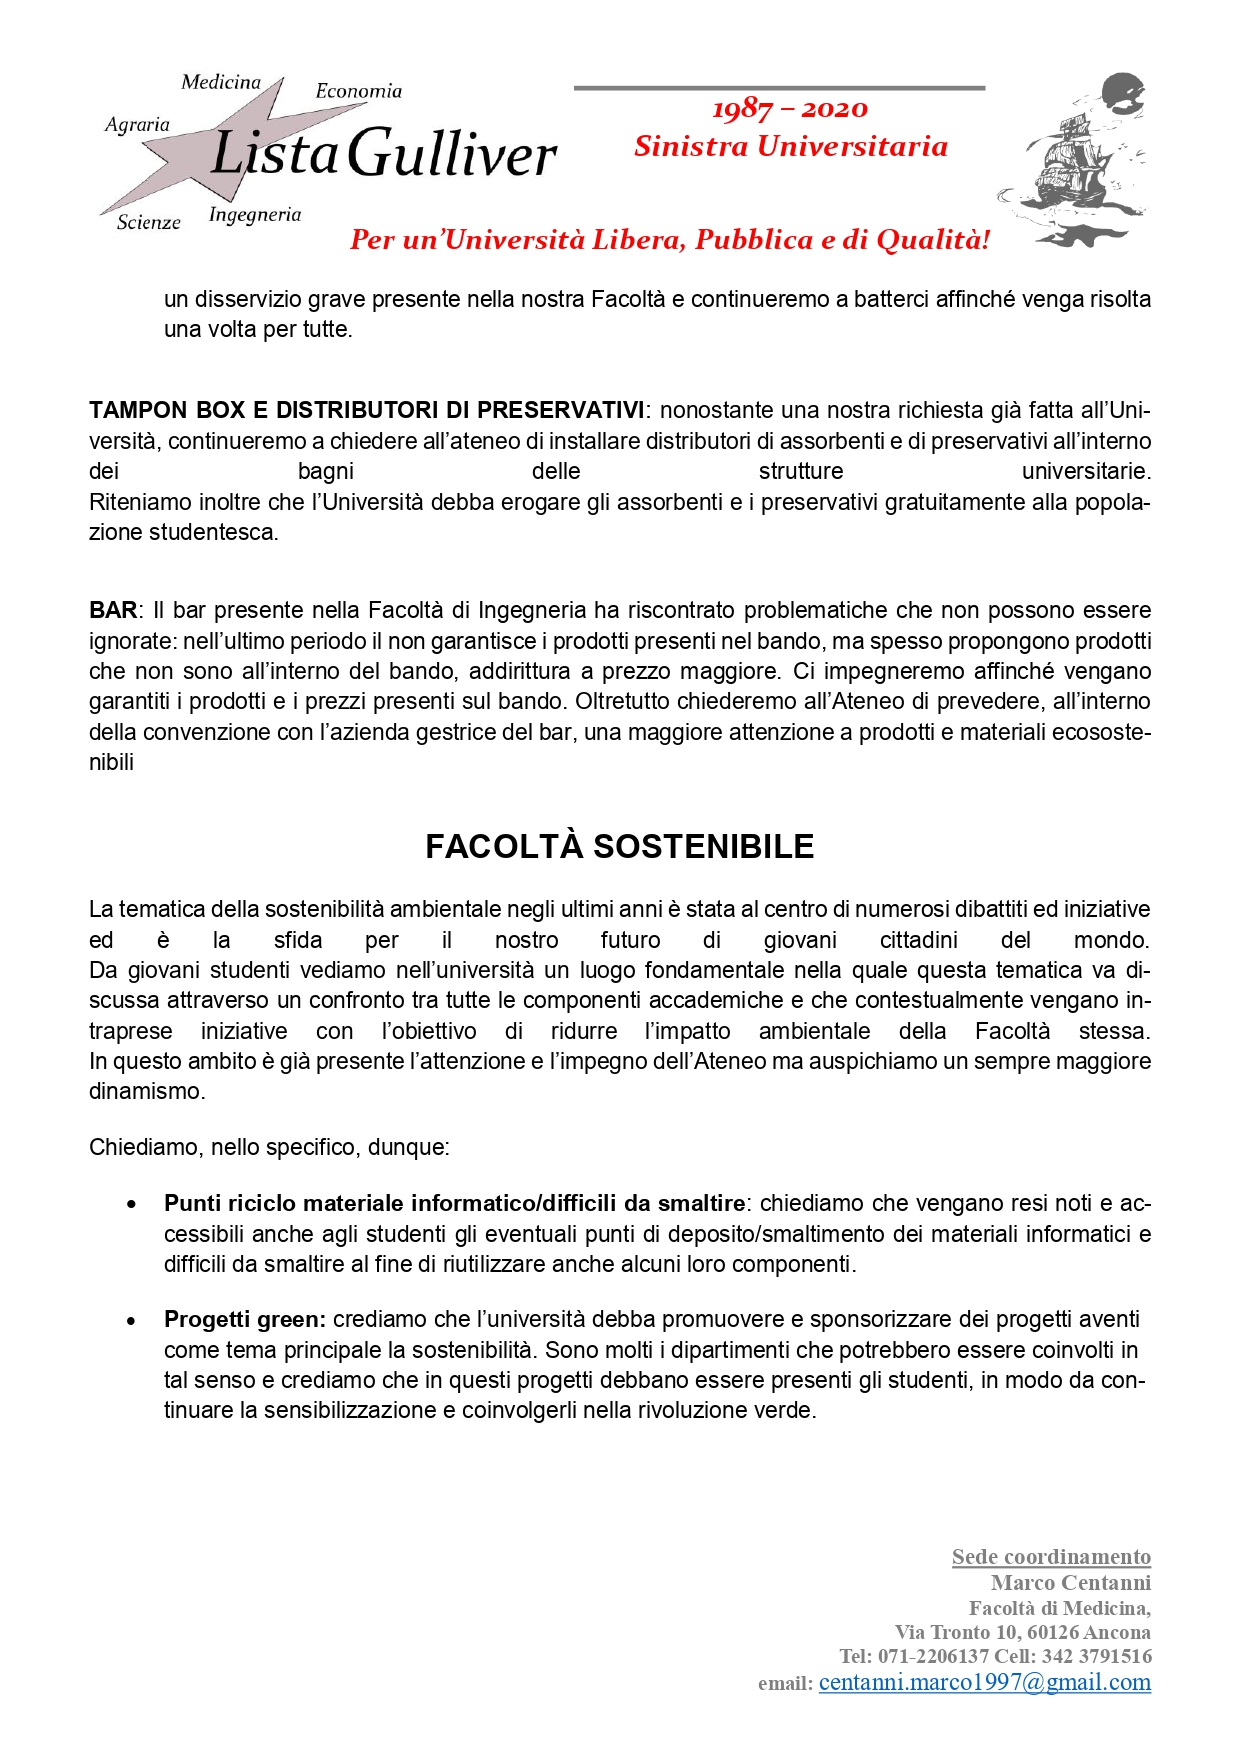 Medicina
Economia
Agraria
Lista Gulliver
Scienze
Ingegneria
1987 – 2020
Sinistra Universitaria
Per un'Università Libera, Pubblica e di Qualità!
un disservizio grave presente nella nostra Facoltà e continueremo a batterci affinché venga risolta
una volta per tutte.
TAMPON BOX E DISTRIBUTORI DI PRESERVATIVI: nonostante una nostra richiesta già fatta all'Uni-
versità, continueremo a chiedere all'ateneo di installare distributori di assorbenti e di preservativi all'interno
dei bagni delle strutture universitarie.
Riteniamo inoltre che l'Università debba erogare gli assorbenti e i preservativi gratuitamente alla popola-
zione studentesca.
BAR: Il bar presente nella Facoltà di Ingegneria ha riscontrato problematiche che non possono essere
ignorate: nell'ultimo periodo il non garantisce i prodotti presenti nel bando, ma spesso propongono prodotti
che non sono all'interno del bando, addirittura a prezzo maggiore. Ci impegneremo affinché vengano
garantiti i prodotti e i prezzi presenti sul bando. Oltretutto chiederemo all'Ateneo di prevedere, all'interno
della convenzione con l'azienda gestrice del bar, una maggiore attenzione a prodotti e materiali ecososte-
nibili
FACOLTÀ SOSTENIBILE
La tematica della sostenibilità ambientale negli ultimi anni è stata al centro di numerosi dibattiti ed iniziative
ed è la sfida per il nostro futuro di giovani cittadini del mondo.
Da giovani studenti vediamo nell'università un luogo fondamentale nella quale questa tematica va di-
scussa attraverso un confronto tra tutte le componenti accademiche e che contestualmente vengano in-
traprese iniziative con l'obiettivo di ridurre l'impatto ambientale della Facoltà stessa.
In questo ambito è già presente l'attenzione e l'impegno dell'Ateneo ma auspichiamo un sempre maggiore
dinamismo.
Chiediamo, nello specifico, dunque:
• Punti riciclo materiale informatico/difficili da smaltire: chiediamo che vengano resi noti e ac-
cessibili anche agli studenti gli eventuali punti di deposito/smaltimento dei materiali informatici e
difficili da smaltire al fine di riutilizzare anche alcuni loro componenti.
• Progetti green: crediamo che l'università debba promuovere e sponsorizzare dei progetti aventi
come tema principale la sostenibilità. Sono molti i dipartimenti che potrebbero essere coinvolti in
tal senso e crediamo che in questi progetti debbano essere presenti gli studenti, in modo da con-
tinuare la sensibilizzazione e coinvolgerli nella rivoluzione verde.
Sede coordinamento
Marco Centanni
Facoltà di Medicina,
Via Tronto 10, 60126 Ancona
Tel: 071-2206137 Cell: 342 3791516
email: centanni.marco1997@gmail.com